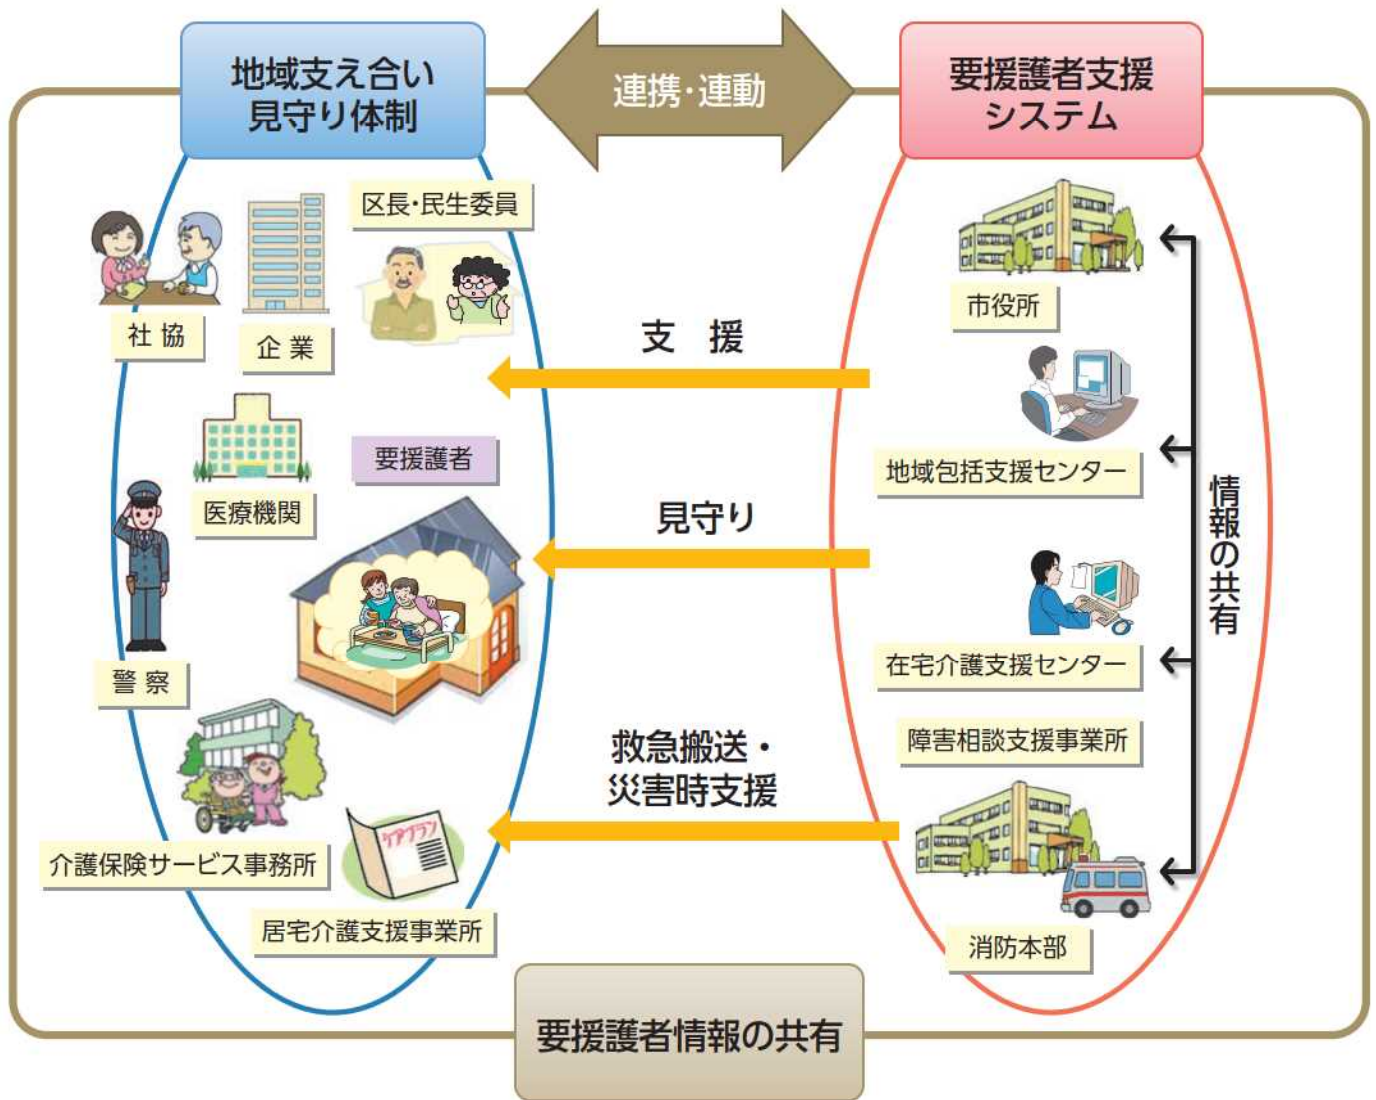 地域支え合い
見守り体制
連携・連動
要援護者支援
システム
区長・民生委員
社協
企業
医療機関
要援護者
警察
介護保険サービス事務所
ケアプラン
居宅介護支援事業所
支 援
見守り
救急搬送・
災害時支援
市役所
地域包括支援センター
在宅介護支援センター
障害相談支援事業所
消防本部
情報の共有
要援護者情報の共有